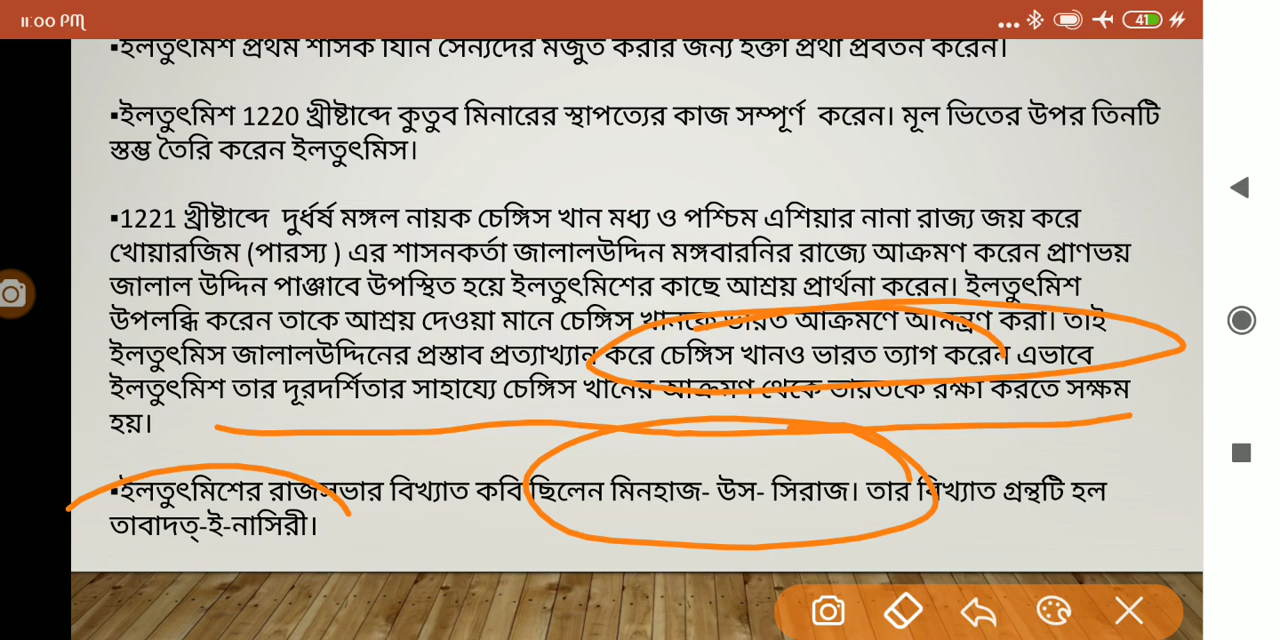 11:00 PM
41
▪ইলতুৎমিশ প্রথম শাসক যিনি সৈন্যদের মজুত করার জন্য ইক্তা প্রথা প্রবর্তন করেন।
▪ইলতুৎমিশ 1220 খ্রীষ্টাব্দে কুতুব মিনারের স্থাপত্যের কাজ সম্পূর্ণ করেন। মূল ভিতের উপর তিনটি
স্তম্ভ তৈরি করেন ইলতুৎমিস।
▪1221 খ্রীষ্টাব্দে দুর্ধর্ষ মঙ্গল নায়ক চেঙ্গিস খান মধ্য ও পশ্চিম এশিয়ার নানা রাজ্য জয় করে
খোয়ারজিম (পারস্য ) এর শাসনকর্তা জালালউদ্দিন মঙ্গবারনির রাজ্যে আক্রমণ করেন প্রাণভয়
জালাল উদ্দিন পাঞ্জাবে উপস্থিত হয়ে ইলতুৎমিশের কাছে আশ্রয় প্রার্থনা করেন। ইলতুৎমিশ
উপলব্ধি করেন তাকে আশ্রয় দেওয়া মানে চেঙ্গিস খানকে ভারত আক্রমণে আমন্ত্রণ করা। তাই
ইলতুৎমিস জালালউদ্দিনের প্রস্তাব প্রত্যাখ্যান করে চেঙ্গিস খানও ভারত ত্যাগ করেন এভাবে
ইলতুৎমিশ তার দূরদর্শিতার সাহায্যে চেঙ্গিস খানের আক্রমণ থেকে ভারতকে রক্ষা করতে সক্ষম
হয়।
▪ইলতুৎমিশের রাজসভার বিখ্যাত কবি ছিলেন মিনহাজ- উস- সিরাজ। তার বিখ্যাত গ্রন্থটি হল
তাবাদত্-ই-নাসিরী।